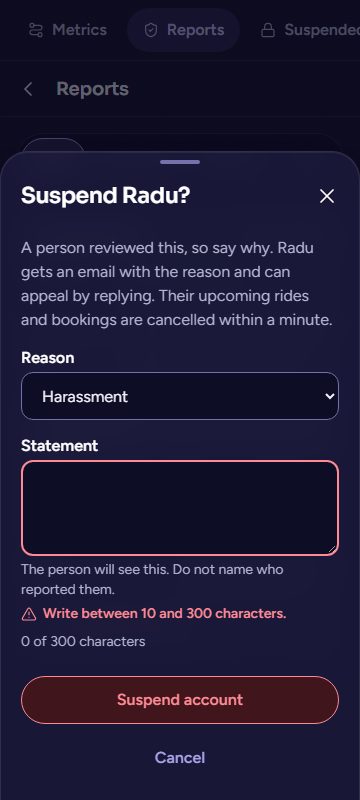 Metrics
Reports
Suspended
Reports
Suspend Radu?
A person reviewed this, so say why. Radu
gets an email with the reason and can
appeal by replying. Their upcoming rides
and bookings are cancelled within a minute.
Reason
Harassment
Statement
The person will see this. Do not name who
reported them.
Write between 10 and 300 characters.
0 of 300 characters
Suspend account
Cancel